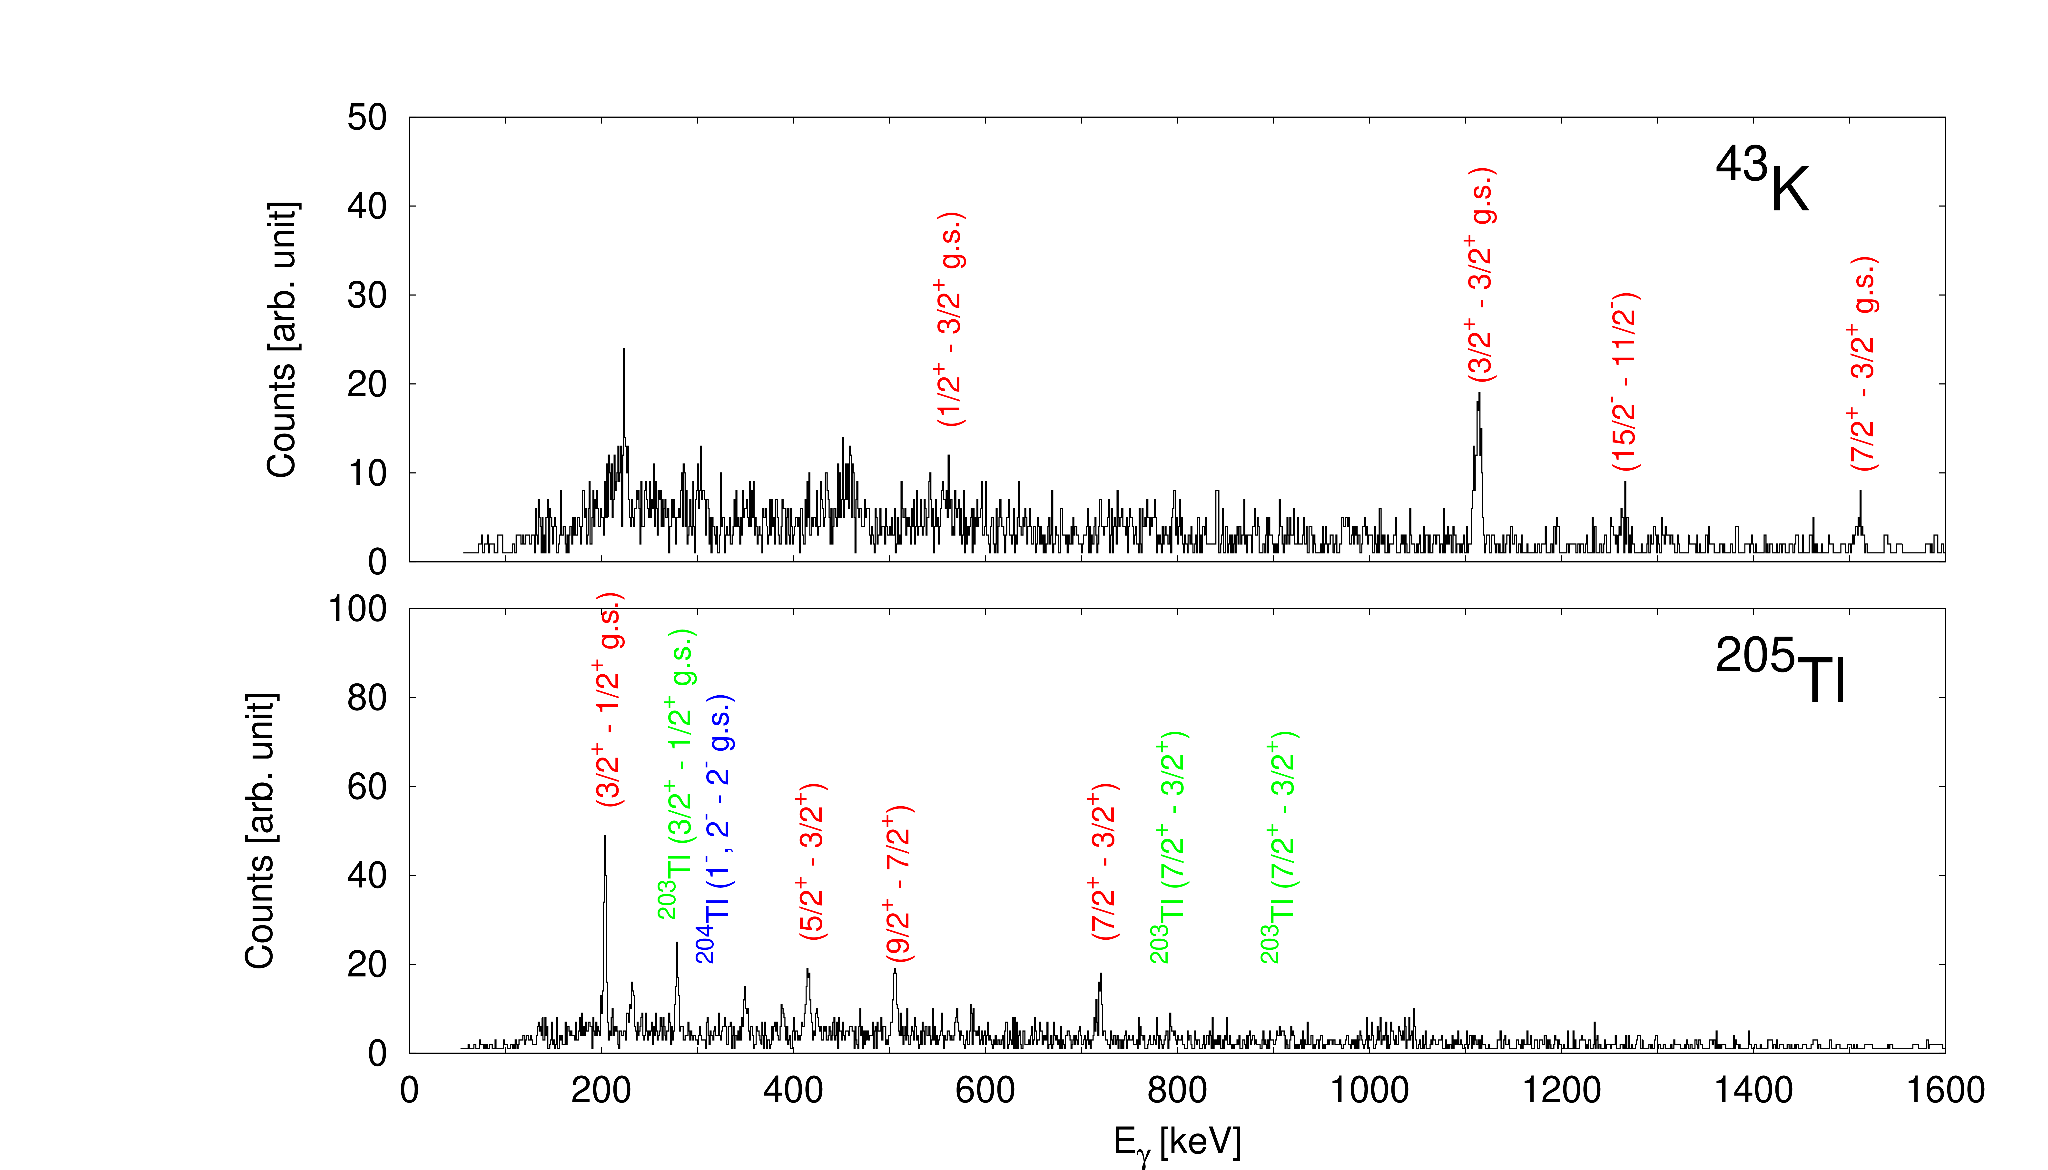 50
40
30
20
10
0
Counts [arb. unit]
⁴³K
(1/2⁺ - 3/2⁺ g.s.)
(3/2⁺ - 3/2⁺ g.s.)
(15/2⁻ - 11/2⁻)
(7/2⁺ - 3/2⁺ g.s.)
100
80
60
40
20
0
Counts [arb. unit]
²⁰⁵Tl
(3/2⁺ - 1/2⁺ g.s.)
²⁰³Tl (3/2⁺ - 1/2⁺ g.s.)
²⁰⁴Tl (1⁻, 2⁻ - 2⁻ g.s.)
(5/2⁺ - 3/2⁺)
(9/2⁺ - 7/2⁺)
(7/2⁺ - 3/2⁺)
²⁰³Tl (7/2⁺ - 3/2⁺)
²⁰³Tl (7/2⁺ - 3/2⁺)
0 200 400 600 800 1000 1200 1400 1600
Eᵧ [keV]